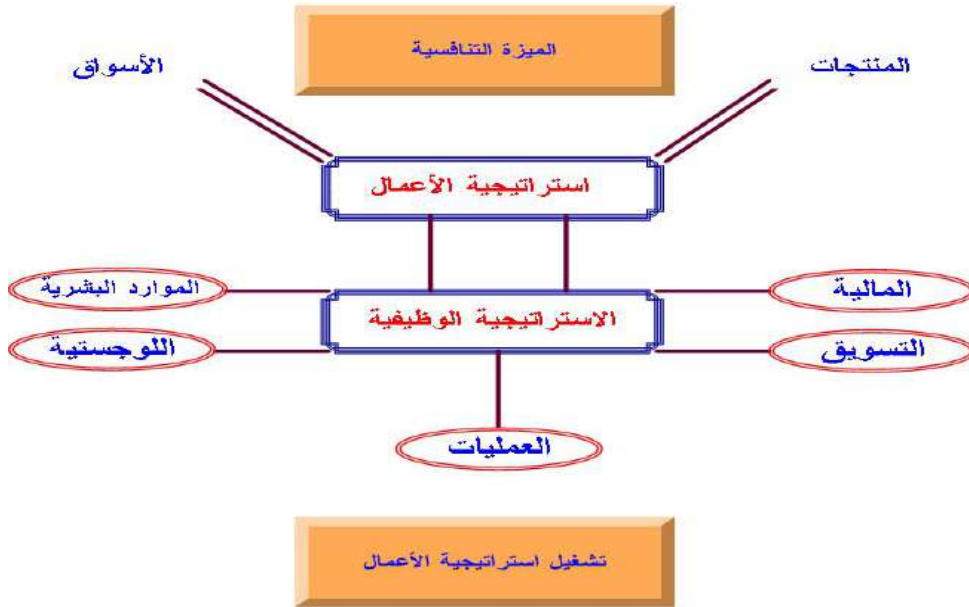 الميزة التنافسية
المنتجات
الأسواق
استراتيجية الأعمال
المالية
الموارد البشرية
الاستراتيجية الوظيفية
التسويق
اللوجستية
العمليات
تشغيل استراتيجية الأعمال